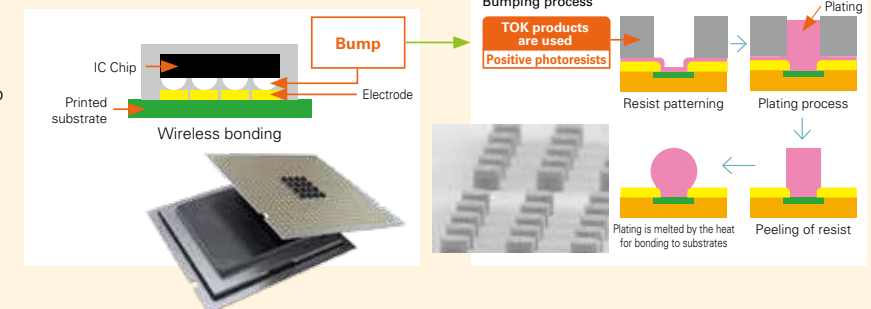 Bumping process
Plating
TOK products
are used
Positive photoresists
Bump
IC Chip
Electrode
Printed
substrate
Wireless bonding
Resist patterning
Plating process
Plating is melted by the heat
for bonding to substrates
Peeling of resist